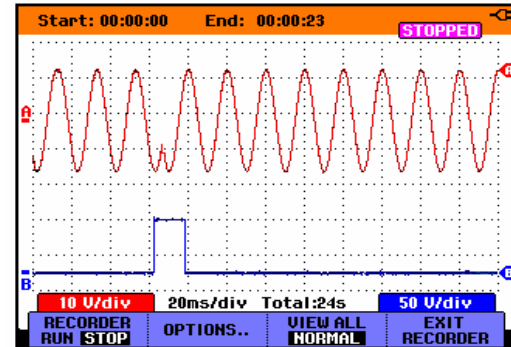 Start: 00:00:00 End: 00:00:23
STOPPED
A
B
10 V/div 20ms/div Total:24s 50 V/div
RECORDER OPTIONS.. VIEW ALL EXIT
RUN STOP NORMAL RECORDER